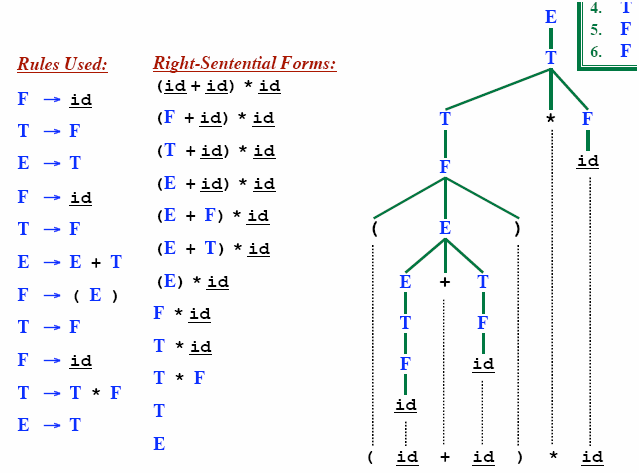 Rules Used:
F → id
T → F
E → T
F → id
T → F
E → E + T
F → ( E )
T → F
F → id
T → T * F
E → T
Right-Sentential Forms:
(id + id) * id
(F + id) * id
(T + id) * id
(E + id) * id
(E + F) * id
(E + T) * id
(E) * id
F * id
T * id
T * F
T
E
4. T
5. F
6. F
E
T
T * F
F id
( E )
E + T
T F
F id
id
( id + id ) * id